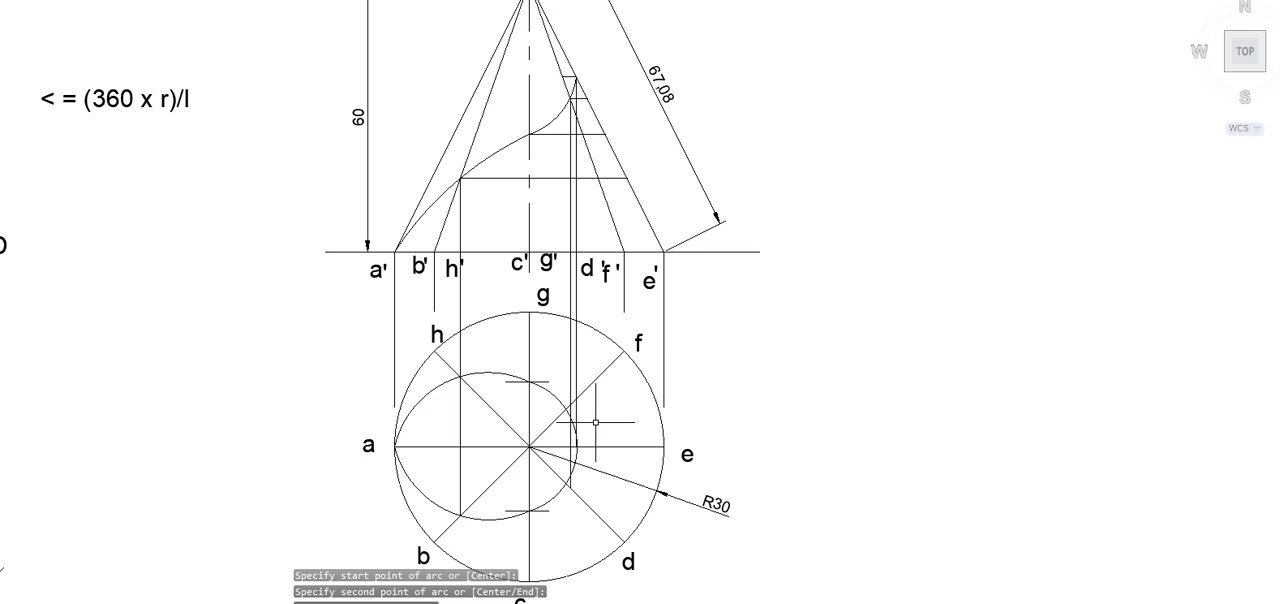 N
W
TOP
S
WCS
< = (360 x r)/l
60
67,08
a'
b'
h'
c'
g'
d '
f '
e'
g
h
f
a
e
R30
b
d
Specify start point of arc or [Center]:
Specify second point of arc or [Center/End]: